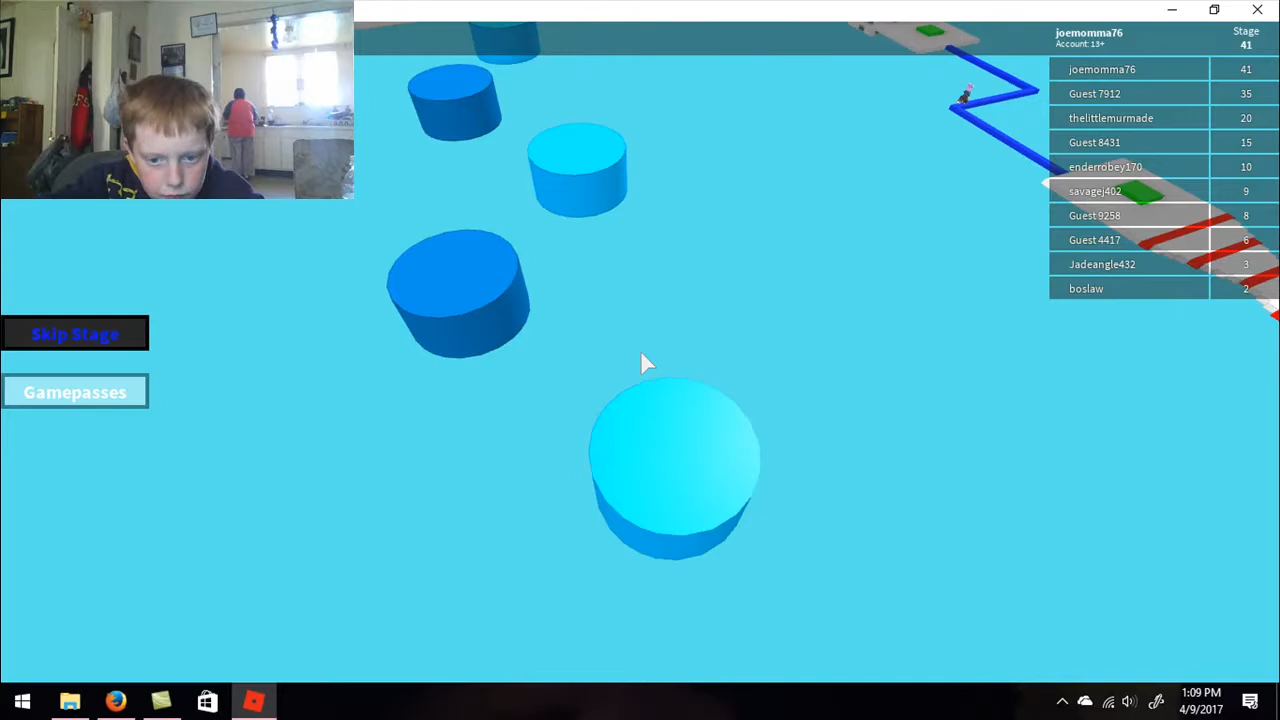 joemomma76
Account: 13+
Stage
41
joemomma76 41
Guest 7912 35
thelittlemurmade 20
Guest 8431 15
enderrobey170 10
savagej402 9
Guest 9258 8
Guest 4417 6
Jadeangle432 3
boslaw 2
Skip Stage
Gamepasses
1:09 PM
4/9/2017